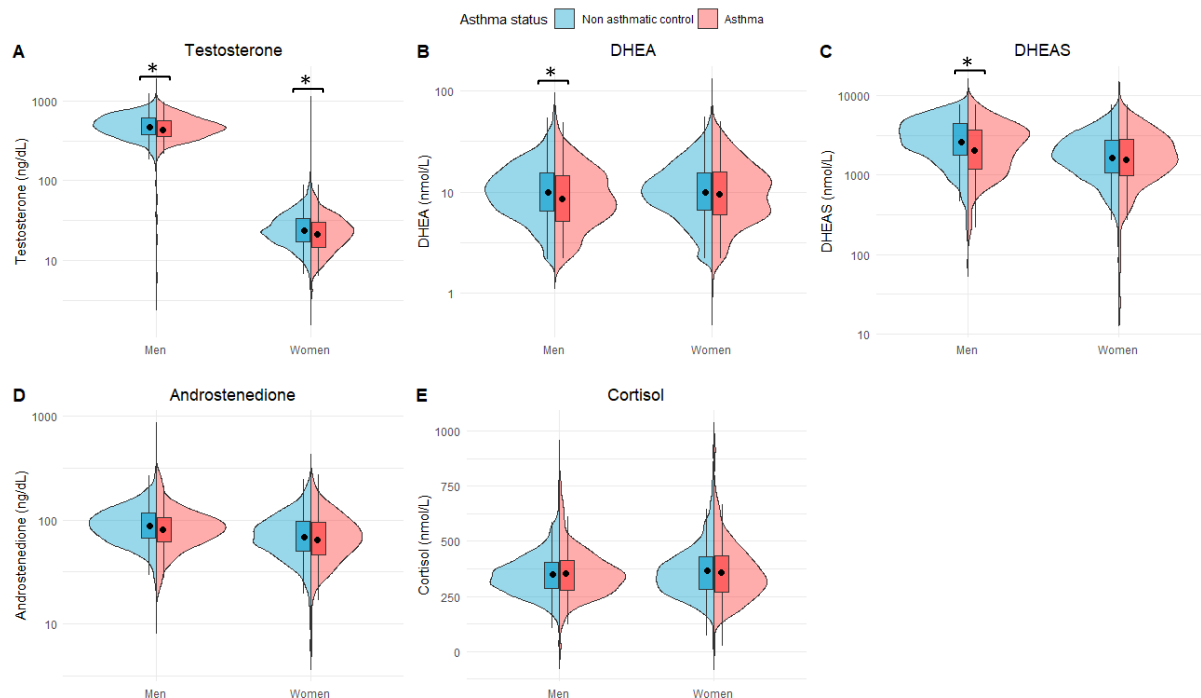 Asthma status Non asthmatic control Asthma
A Testosterone
* *
Testosterone (ng/dL)
1000
100
10
Men Women
B DHEA
*
DHEA (nmol/L)
100
10
1
Men Women
C DHEAS
*
DHEAS (nmol/L)
10000
1000
100
10
Men Women
D Androstenedione
Androstenedione (ng/dL)
1000
100
10
Men Women
E Cortisol
Cortisol (nmol/L)
1000
750
500
250
0
Men Women